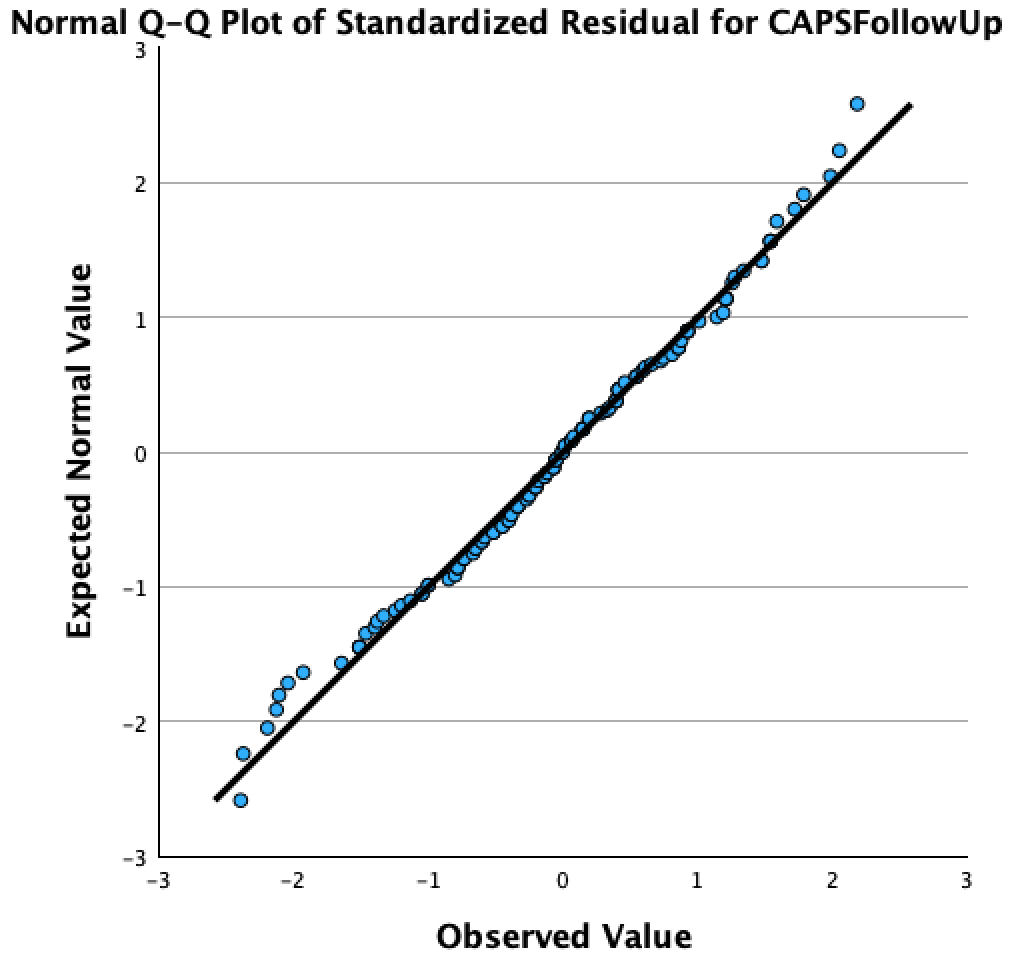 Normal Q-Q Plot of Standardized Residual for CAPSFollowUp
3
2
1
0
-1
-2
-3
Expected Normal Value
-3 -2 -1 0 1 2 3
Observed Value